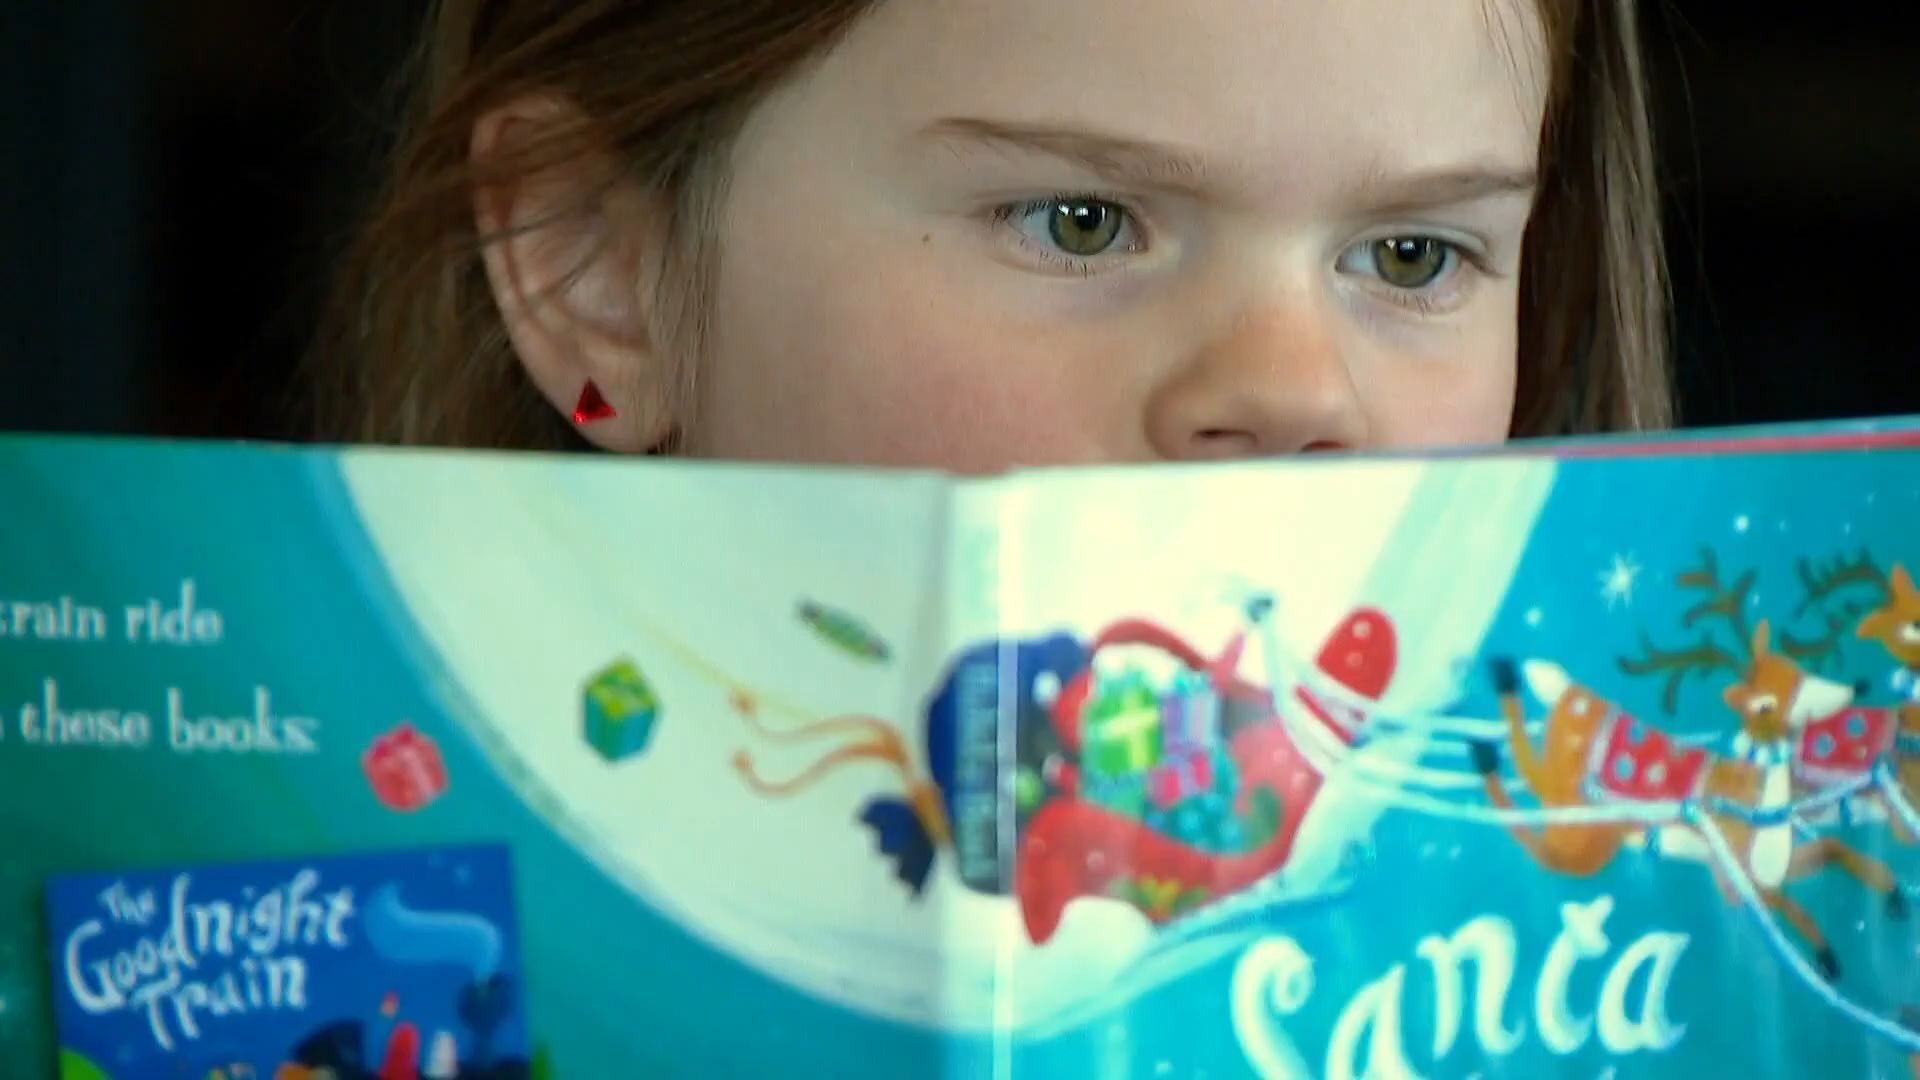 train ride
these books:
The
Goodnight
Train
Santa